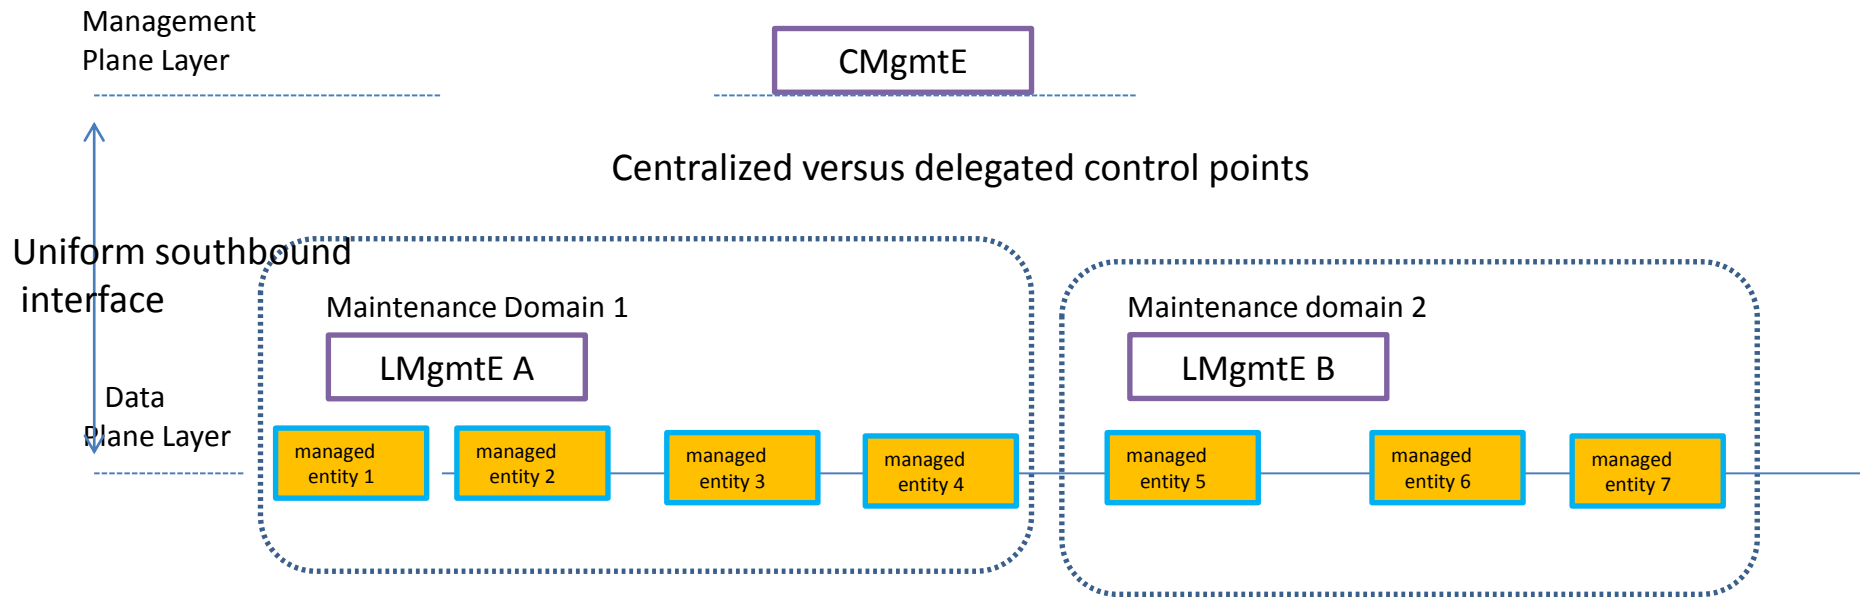 Management
Plane Layer
CMgmtE
Centralized versus delegated control points
Uniform southbound
interface
Maintenance Domain 1
LMgmtE A
Maintenance domain 2
LMgmtE B
Data
Plane Layer
managed
entity 1
managed
entity 2
managed
entity 3
managed
entity 4
managed
entity 5
managed
entity 6
managed
entity 7